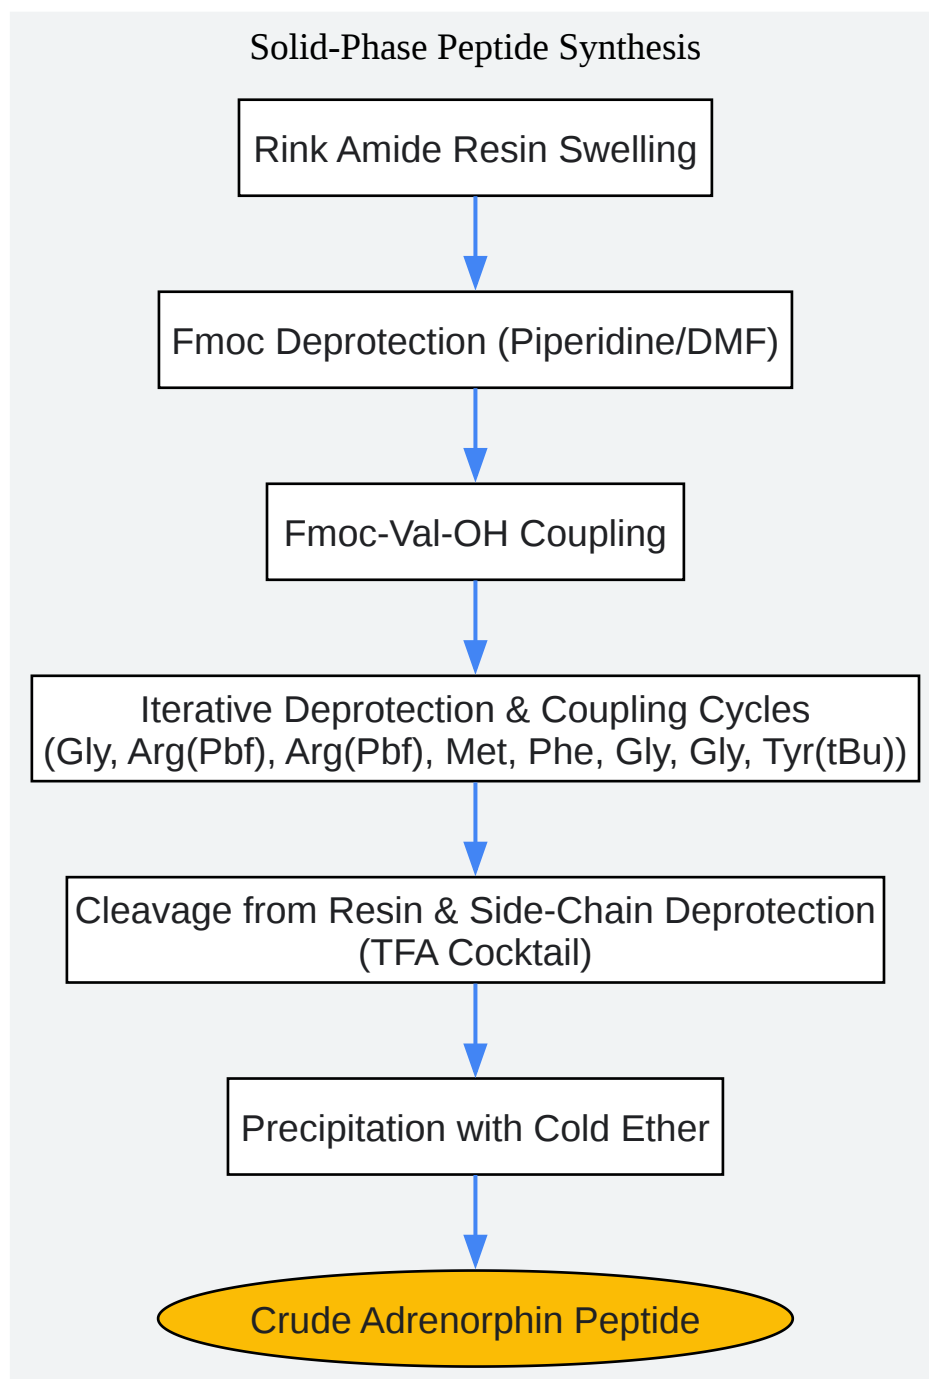 Solid-Phase Peptide Synthesis
Rink Amide Resin Swelling
Fmoc Deprotection (Piperidine/DMF)
Fmoc-Val-OH Coupling
Iterative Deprotection & Coupling Cycles
(Gly, Arg(Pbf), Arg(Pbf), Met, Phe, Gly, Gly, Tyr(tBu))
Cleavage from Resin & Side-Chain Deprotection
(TFA Cocktail)
Precipitation with Cold Ether
Crude Adrenorphin Peptide